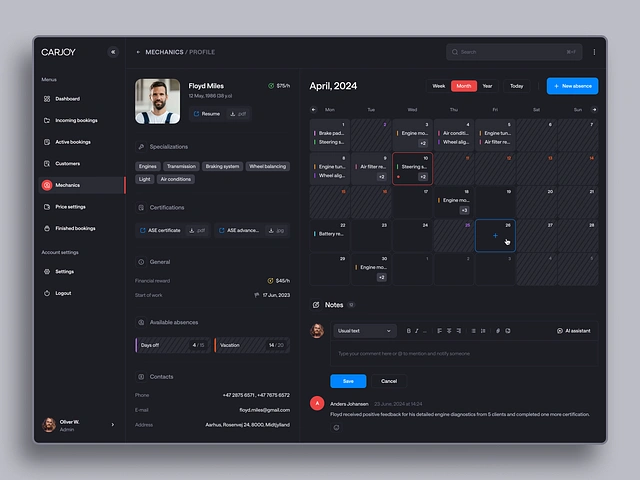 CARJOY
«
Menus
Dashboard
Incoming bookings
Active bookings
Customers
Mechanics
Price settings
Finished bookings
Account settings
Settings
Logout
Oliver W.
Admin
MECHANICS / PROFILE
Search
Floyd Miles
$75/h
12 May, 1986 (38 y.o)
Resume
.pdf
Specializations
Engines
Transmission
Braking system
Wheel balancing
Light
Air conditions
Certifications
ASE certificate
.pdf
ASE advance...
.jpg
General
Financial reward
$45/h
Start of work
17 Jun, 2023
Available absences
Days off
4 / 15
Vacation
14 / 20
Contacts
Phone
+47 2875 6571, +47 7675 6572
E-mail
floyd.miles@gmail.com
Address
Aarhus, Roservej 24, 8000, Midtjylland
April, 2024
Week
Month
Year
Today
+ New absence
Mon
Tue
Wed
Thu
Fri
Sat
Sun
1
Brake pad...
Steering s...
2
3
Engine mo...
+2
4
Air conditi...
Wheel alig...
5
Engine tun...
Air filter re...
6
7
8
Engine tun...
Wheel alig...
9
Air filter re...
+2
10
Steering s...
+2
11
12
13
14
15
16
17
18
Engine mo...
+3
19
20
21
22
Battery re...
23
24
25
26
+
27
28
29
30
Engine mo...
+2
1
2
3
4
5
Notes
12
Usual text
B
I
...
AI assistant
Type your comment here or @ to mention and notify someone
Save
Cancel
A
Anders Johansen
23 June, 2024 at 14:24
Floyd received positive feedback for his detailed engine diagnostics from 5 clients and completed one more certification.